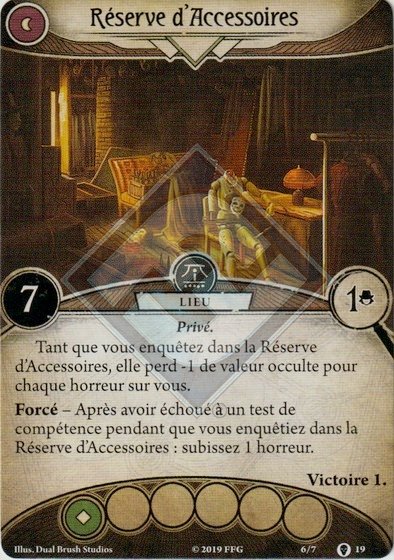 Réserve d'Accessoires
7
LIEU
1
Privé.
Tant que vous enquêtez dans la Réserve
d'Accessoires, elle perd -1 de valeur occulte pour
chaque horreur sur vous.
Forcé – Après avoir échoué à un test de
compétence pendant que vous enquêtiez dans la
Réserve d'Accessoires : subissez 1 horreur.
Victoire 1.
Illus. Dual Brush Studios
© 2019 FFG
6/7
19